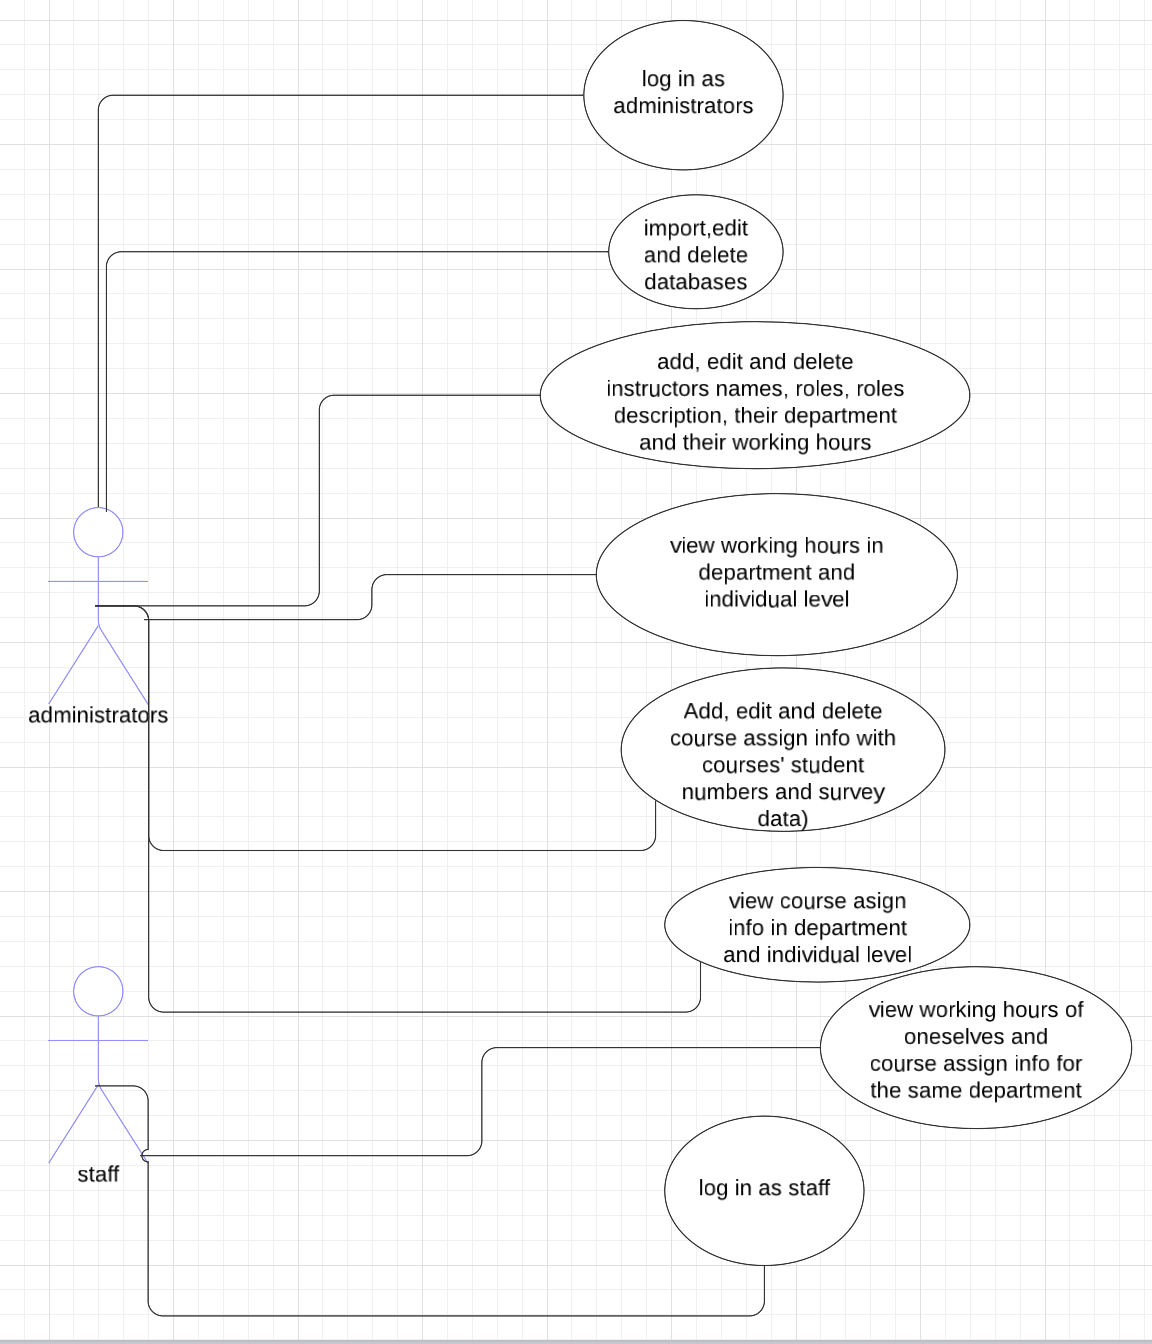 log in as
administrators
import,edit
and delete
databases
add, edit and delete
instructors names, roles, roles
description, their department
and their working hours
view working hours in
department and
individual level
administrators
Add, edit and delete
course assign info with
courses' student
numbers and survey
data)
view course asign
info in department
and individual level
view working hours of
oneselves and
course assign info for
the same department
staff
log in as staff